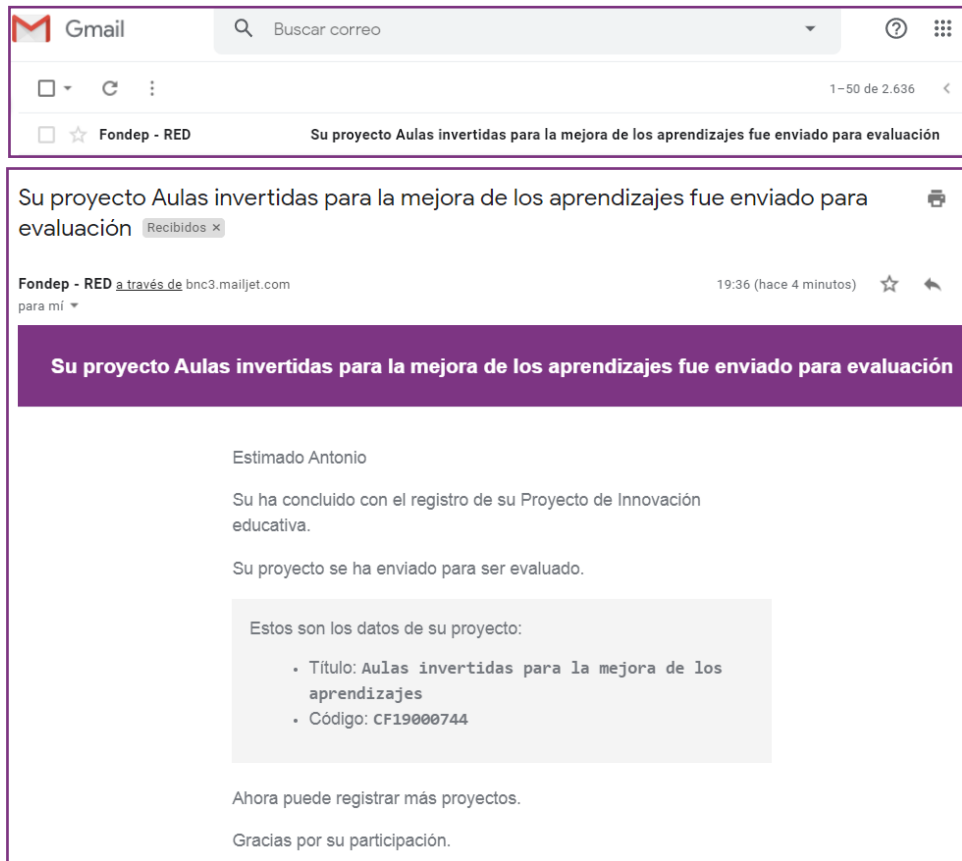 Gmail
Buscar correo
1–50 de 2.636
Fondep - RED Su proyecto Aulas invertidas para la mejora de los aprendizajes fue enviado para evaluación
Su proyecto Aulas invertidas para la mejora de los aprendizajes fue enviado para
evaluación Recibidos ×
Fondep - RED a través de bnc3.mailjet.com 19:36 (hace 4 minutos)
para mí
Su proyecto Aulas invertidas para la mejora de los aprendizajes fue enviado para evaluación
Estimado Antonio
Su ha concluido con el registro de su Proyecto de Innovación
educativa.
Su proyecto se ha enviado para ser evaluado.
Estos son los datos de su proyecto:
• Título: Aulas invertidas para la mejora de los
aprendizajes
• Código: CF19000744
Ahora puede registrar más proyectos.
Gracias por su participación.